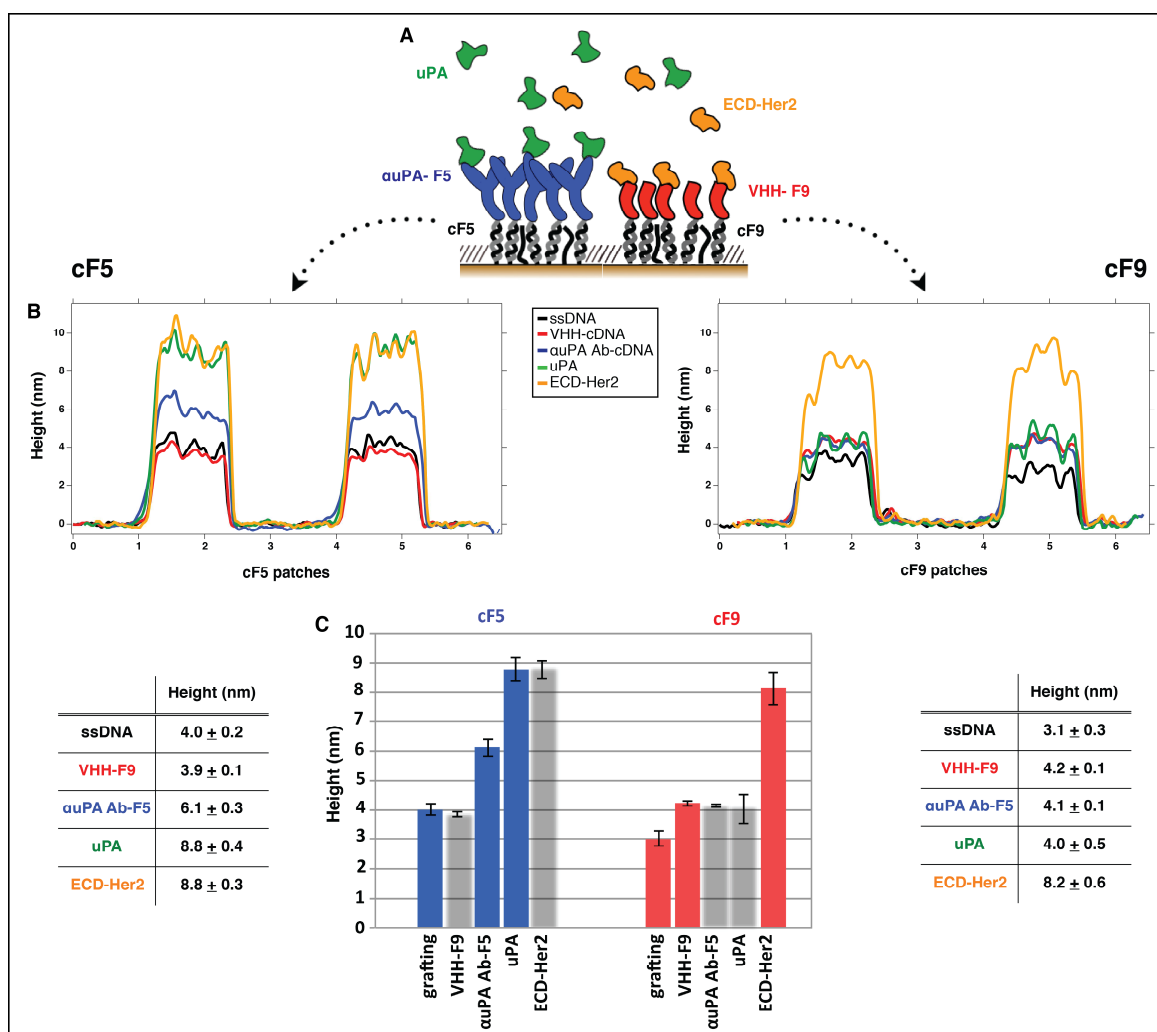 A
uPA
ECD-Her2
αuPA- F5
VHH- F9
cF5
cF9
cF5
cF9
B
Height (nm)
10
8
6
4
2
0
0 1 2 3 4 5 6
cF5 patches
ssDNA
VHH-cDNA
αuPA Ab-cDNA
uPA
ECD-Her2
Height (nm)
10
8
6
4
2
0
0 1 2 3 4 5 6
cF9 patches
Height (nm)
ssDNA 4.0 ± 0.2
VHH-F9 3.9 ± 0.1
αuPA Ab-F5 6.1 ± 0.3
uPA 8.8 ± 0.4
ECD-Her2 8.8 ± 0.3
C
cF5 cF9
Height (nm)
10
9
8
7
6
5
4
3
2
1
0
grafting
VHH-F9
αuPA Ab-F5
uPA
ECD-Her2
grafting
VHH-F9
αuPA Ab-F5
uPA
ECD-Her2
Height (nm)
ssDNA 3.1 ± 0.3
VHH-F9 4.2 ± 0.1
αuPA Ab-F5 4.1 ± 0.1
uPA 4.0 ± 0.5
ECD-Her2 8.2 ± 0.6